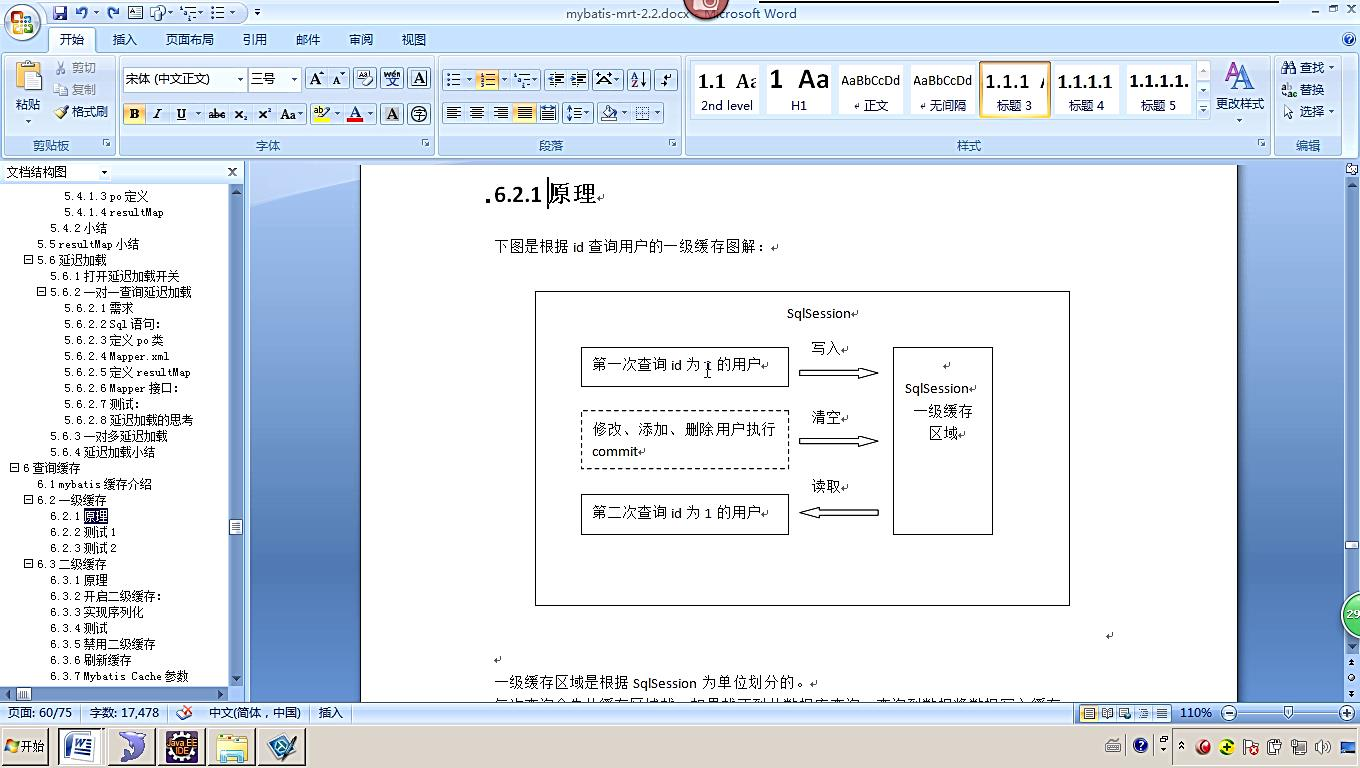 mybatis-mrt-2.2.docx - Microsoft Word
开始 插入 页面布局 引用 邮件 审阅 视图
剪切
复制
格式刷
粘贴
剪贴板
宋体 (中文正文) 三号
字体
段落
1.1 Aa 1 Aa AaBbCcDd AaBbCcDd 1.1.1 A 1.1.1.1 1.1.1.1.
2nd level H1 正文 无间隔 标题 3 标题 4 标题 5
更改样式
样式
查找
替换
选择
编辑
文档结构图
5.4.1.3 po 定义
5.4.1.4 resultMap
5.4.2 小结
5.5 resultMap 小结
5.6 延迟加载
5.6.1 打开延迟加载开关
5.6.2 一对一查询延迟加载
5.6.2.1 需求
5.6.2.2 Sql 语句:
5.6.2.3 定义 po 类
5.6.2.4 Mapper.xml
5.6.2.5 定义 resultMap
5.6.2.6 Mapper 接口:
5.6.2.7 测试:
5.6.2.8 延迟加载的思考
5.6.3 一对多延迟加载
5.6.4 延迟加载小结
6 查询缓存
6.1 mybatis 缓存介绍
6.2 一级缓存
6.2.1 原理
6.2.2 测试 1
6.2.3 测试 2
6.3 二级缓存
6.3.1 原理
6.3.2 开启二级缓存:
6.3.3 实现序列化
6.3.4 测试
6.3.5 禁用二级缓存
6.3.6 刷新缓存
6.3.7 Mybatis Cache 参数
6.2.1 原理
下图是根据 id 查询用户的一级缓存图解：
SqlSession
第一次查询 id 为 1 的用户
写入
修改、添加、删除用户执行
commit
清空
第二次查询 id 为 1 的用户
读取
SqlSession
一级缓存
区域
一级缓存区域是根据 SqlSession 为单位划分的。
29
页面: 60/75 字数: 17,478 中文(简体，中国) 插入 110%
开始
Java EE
IDE